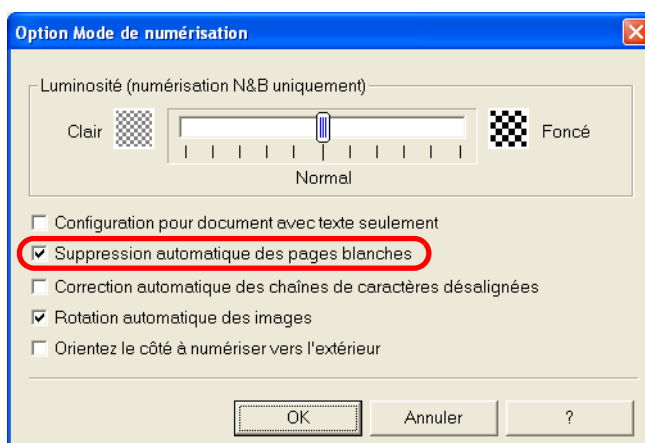 Option Mode de numérisation
Luminosité (numérisation N&B uniquement)
Clair Foncé
Normal
Configuration pour document avec texte seulement
Suppression automatique des pages blanches
Correction automatique des chaînes de caractères désalignées
Rotation automatique des images
Orientez le côté à numériser vers l'extérieur
OK Annuler ?